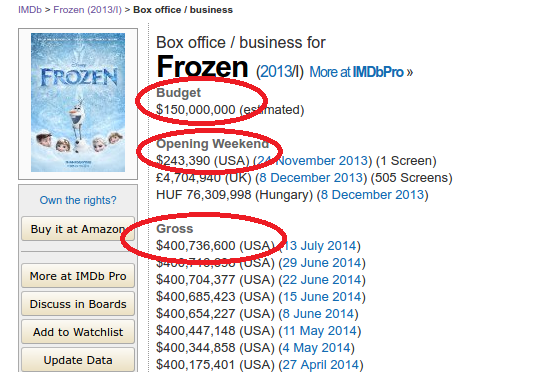 IMDb > Frozen (2013/I) > Box office / business
FROZEN
Box office / business for
Frozen (2013/I) More at IMDbPro »
Budget
$150,000,000 (estimated)
Opening Weekend
$243,390 (USA) (24 November 2013) (1 Screen)
£4,704,940 (UK) (8 December 2013) (505 Screens)
HUF 76,309,998 (Hungary) (8 December 2013)
Gross
$400,736,600 (USA) (13 July 2014)
(USA) (29 June 2014)
$400,704,377 (USA) (22 June 2014)
$400,685,423 (USA) (15 June 2014)
$400,654,227 (USA) (8 June 2014)
$400,447,148 (USA) (11 May 2014)
$400,344,858 (USA) (4 May 2014)
$400,175,401 (USA) (27 April 2014)
Own the rights?
Buy it at Amazon
More at IMDb Pro
Discuss in Boards
Add to Watchlist
Update Data